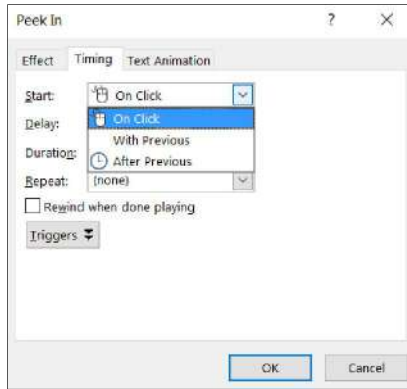 Peek In ? ×
Effect Timing Text Animation
Start: On Click
Delay: On Click
With Previous
Duration: After Previous
Repeat: (none)
Rewind when done playing
Triggers
OK Cancel